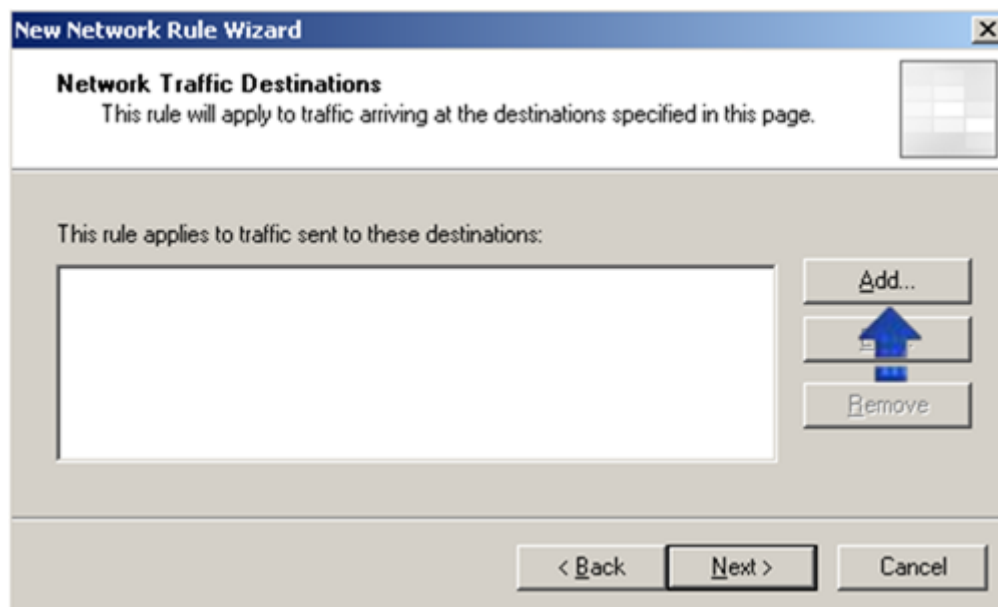 New Network Rule Wizard
Network Traffic Destinations
This rule will apply to traffic arriving at the destinations specified in this page.
This rule applies to traffic sent to these destinations:
Add...
Remove
< Back
Next >
Cancel